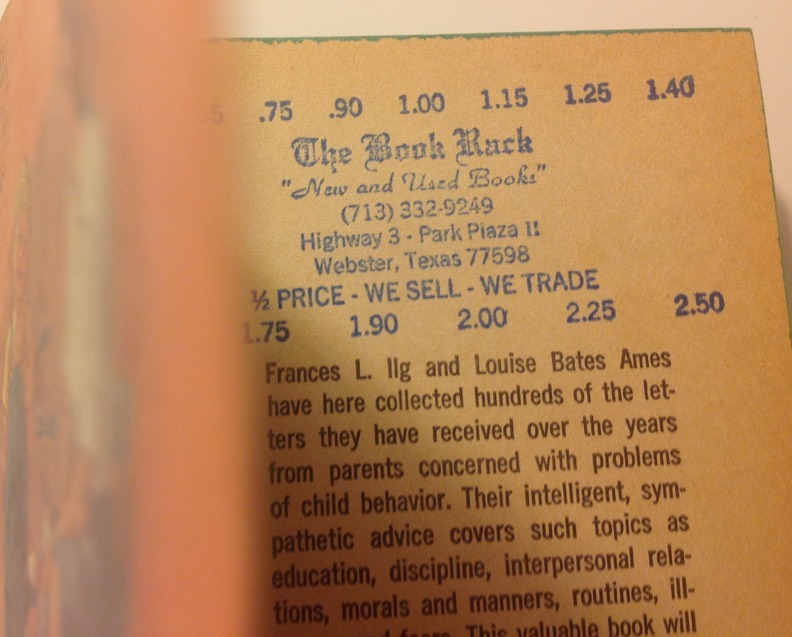 .75 .90 1.00 1.15 1.25 1.40
The Book Rack
"New and Used Books"
(713) 332-9249
Highway 3 - Park Plaza II
Webster, Texas 77598
½ PRICE - WE SELL - WE TRADE
1.75 1.90 2.00 2.25 2.50
Frances L. Ilg and Louise Bates Ames
have here collected hundreds of the let-
ters they have received over the years
from parents concerned with problems
of child behavior. Their intelligent, sym-
pathetic advice covers such topics as
education, discipline, interpersonal rela-
tions, morals and manners, routines, ill-
fears. This valuable book will